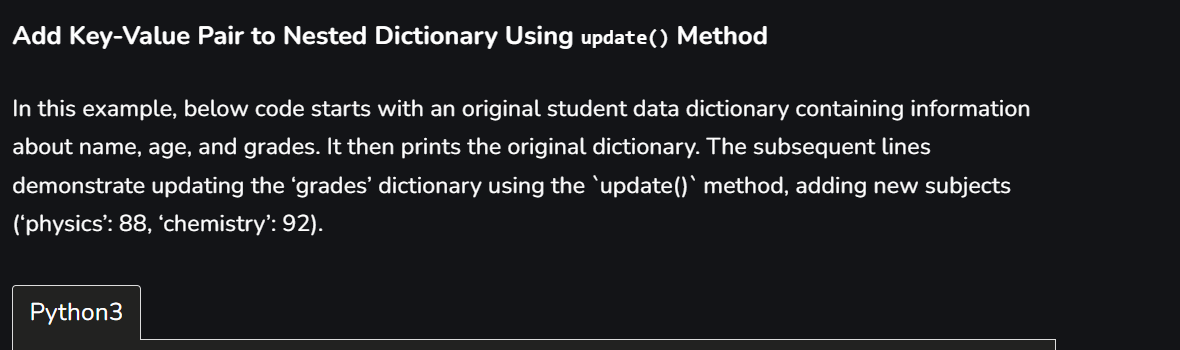 Add Key-Value Pair to Nested Dictionary Using update() Method
In this example, below code starts with an original student data dictionary containing information
about name, age, and grades. It then prints the original dictionary. The subsequent lines
demonstrate updating the ‘grades’ dictionary using the `update()` method, adding new subjects
(‘physics’: 88, ‘chemistry’: 92).
Python3